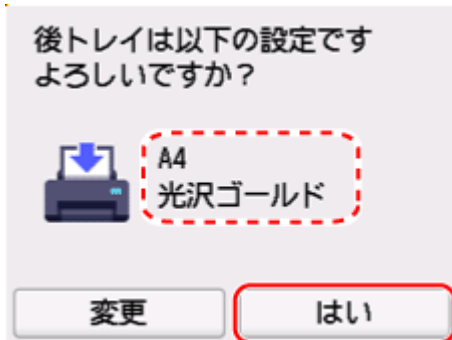 後トレイは以下の設定です
よろしいですか?
A4
光沢ゴールド
変更
はい